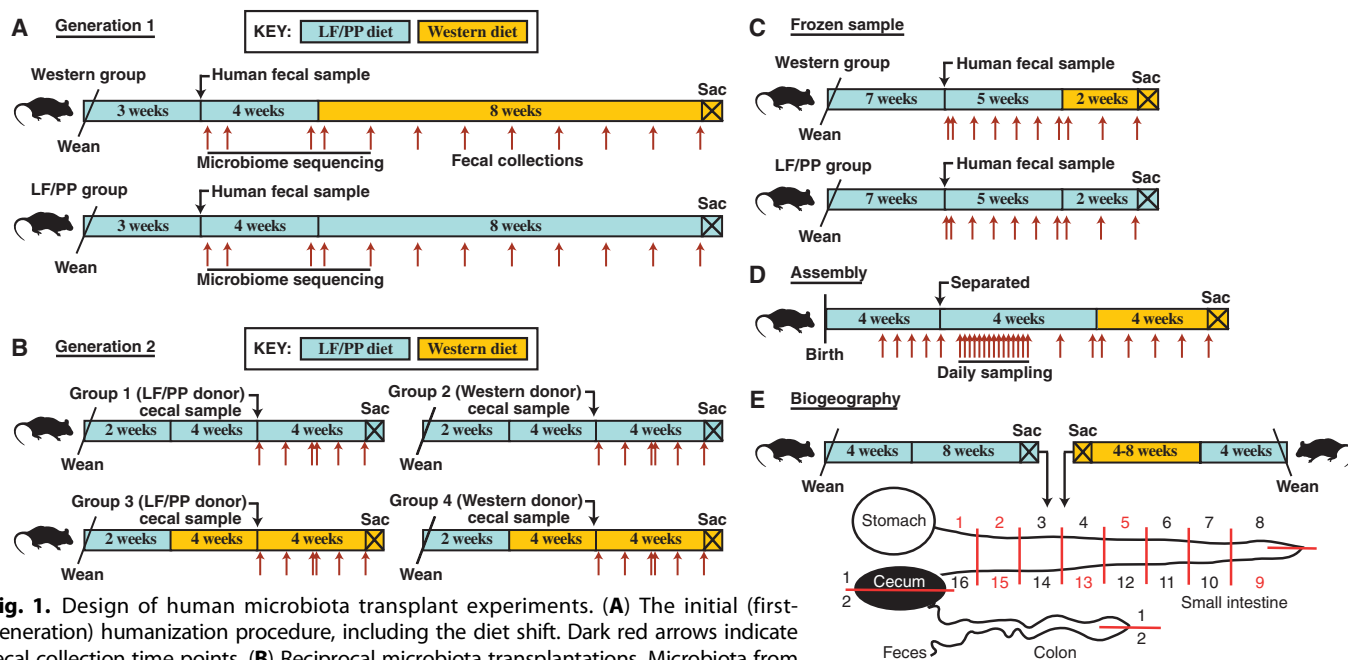 A Generation 1
KEY: LF/PP diet Western diet
Western group
Human fecal sample
3 weeks 4 weeks 8 weeks
Sac
Wean
Microbiome sequencing
Fecal collections
LF/PP group
Human fecal sample
3 weeks 4 weeks 8 weeks
Sac
Wean
Microbiome sequencing
B Generation 2
KEY: LF/PP diet Western diet
Group 1 (LF/PP donor)
cecal sample
Sac
2 weeks 4 weeks 4 weeks
Wean
Group 2 (Western donor)
cecal sample
Sac
2 weeks 4 weeks 4 weeks
Wean
Group 3 (LF/PP donor)
cecal sample
Sac
2 weeks 4 weeks 4 weeks
Wean
Group 4 (Western donor)
cecal sample
Sac
2 weeks 4 weeks 4 weeks
Wean
ig. 1. Design of human microbiota transplant experiments. (A) The initial (first-
eneration) humanization procedure, including the diet shift. Dark red arrows indicate
ecal collection time points. (B) Reciprocal microbiota transplantations. Microbiota from
C Frozen sample
Western group
Human fecal sample
Sac
7 weeks 5 weeks 2 weeks
Wean
LF/PP group
Human fecal sample
Sac
7 weeks 5 weeks 2 weeks
Wean
D Assembly
Separated
Sac
4 weeks 4 weeks 4 weeks
Birth
Daily sampling
E Biogeography
Sac Sac
4 weeks 8 weeks 4-8 weeks 4 weeks
Wean Wean
Stomach 1 2 3 4 5 6 7 8
1 Cecum 16 15 14 13 12 11 10 9
2
Small intestine
1
2
Feces Colon